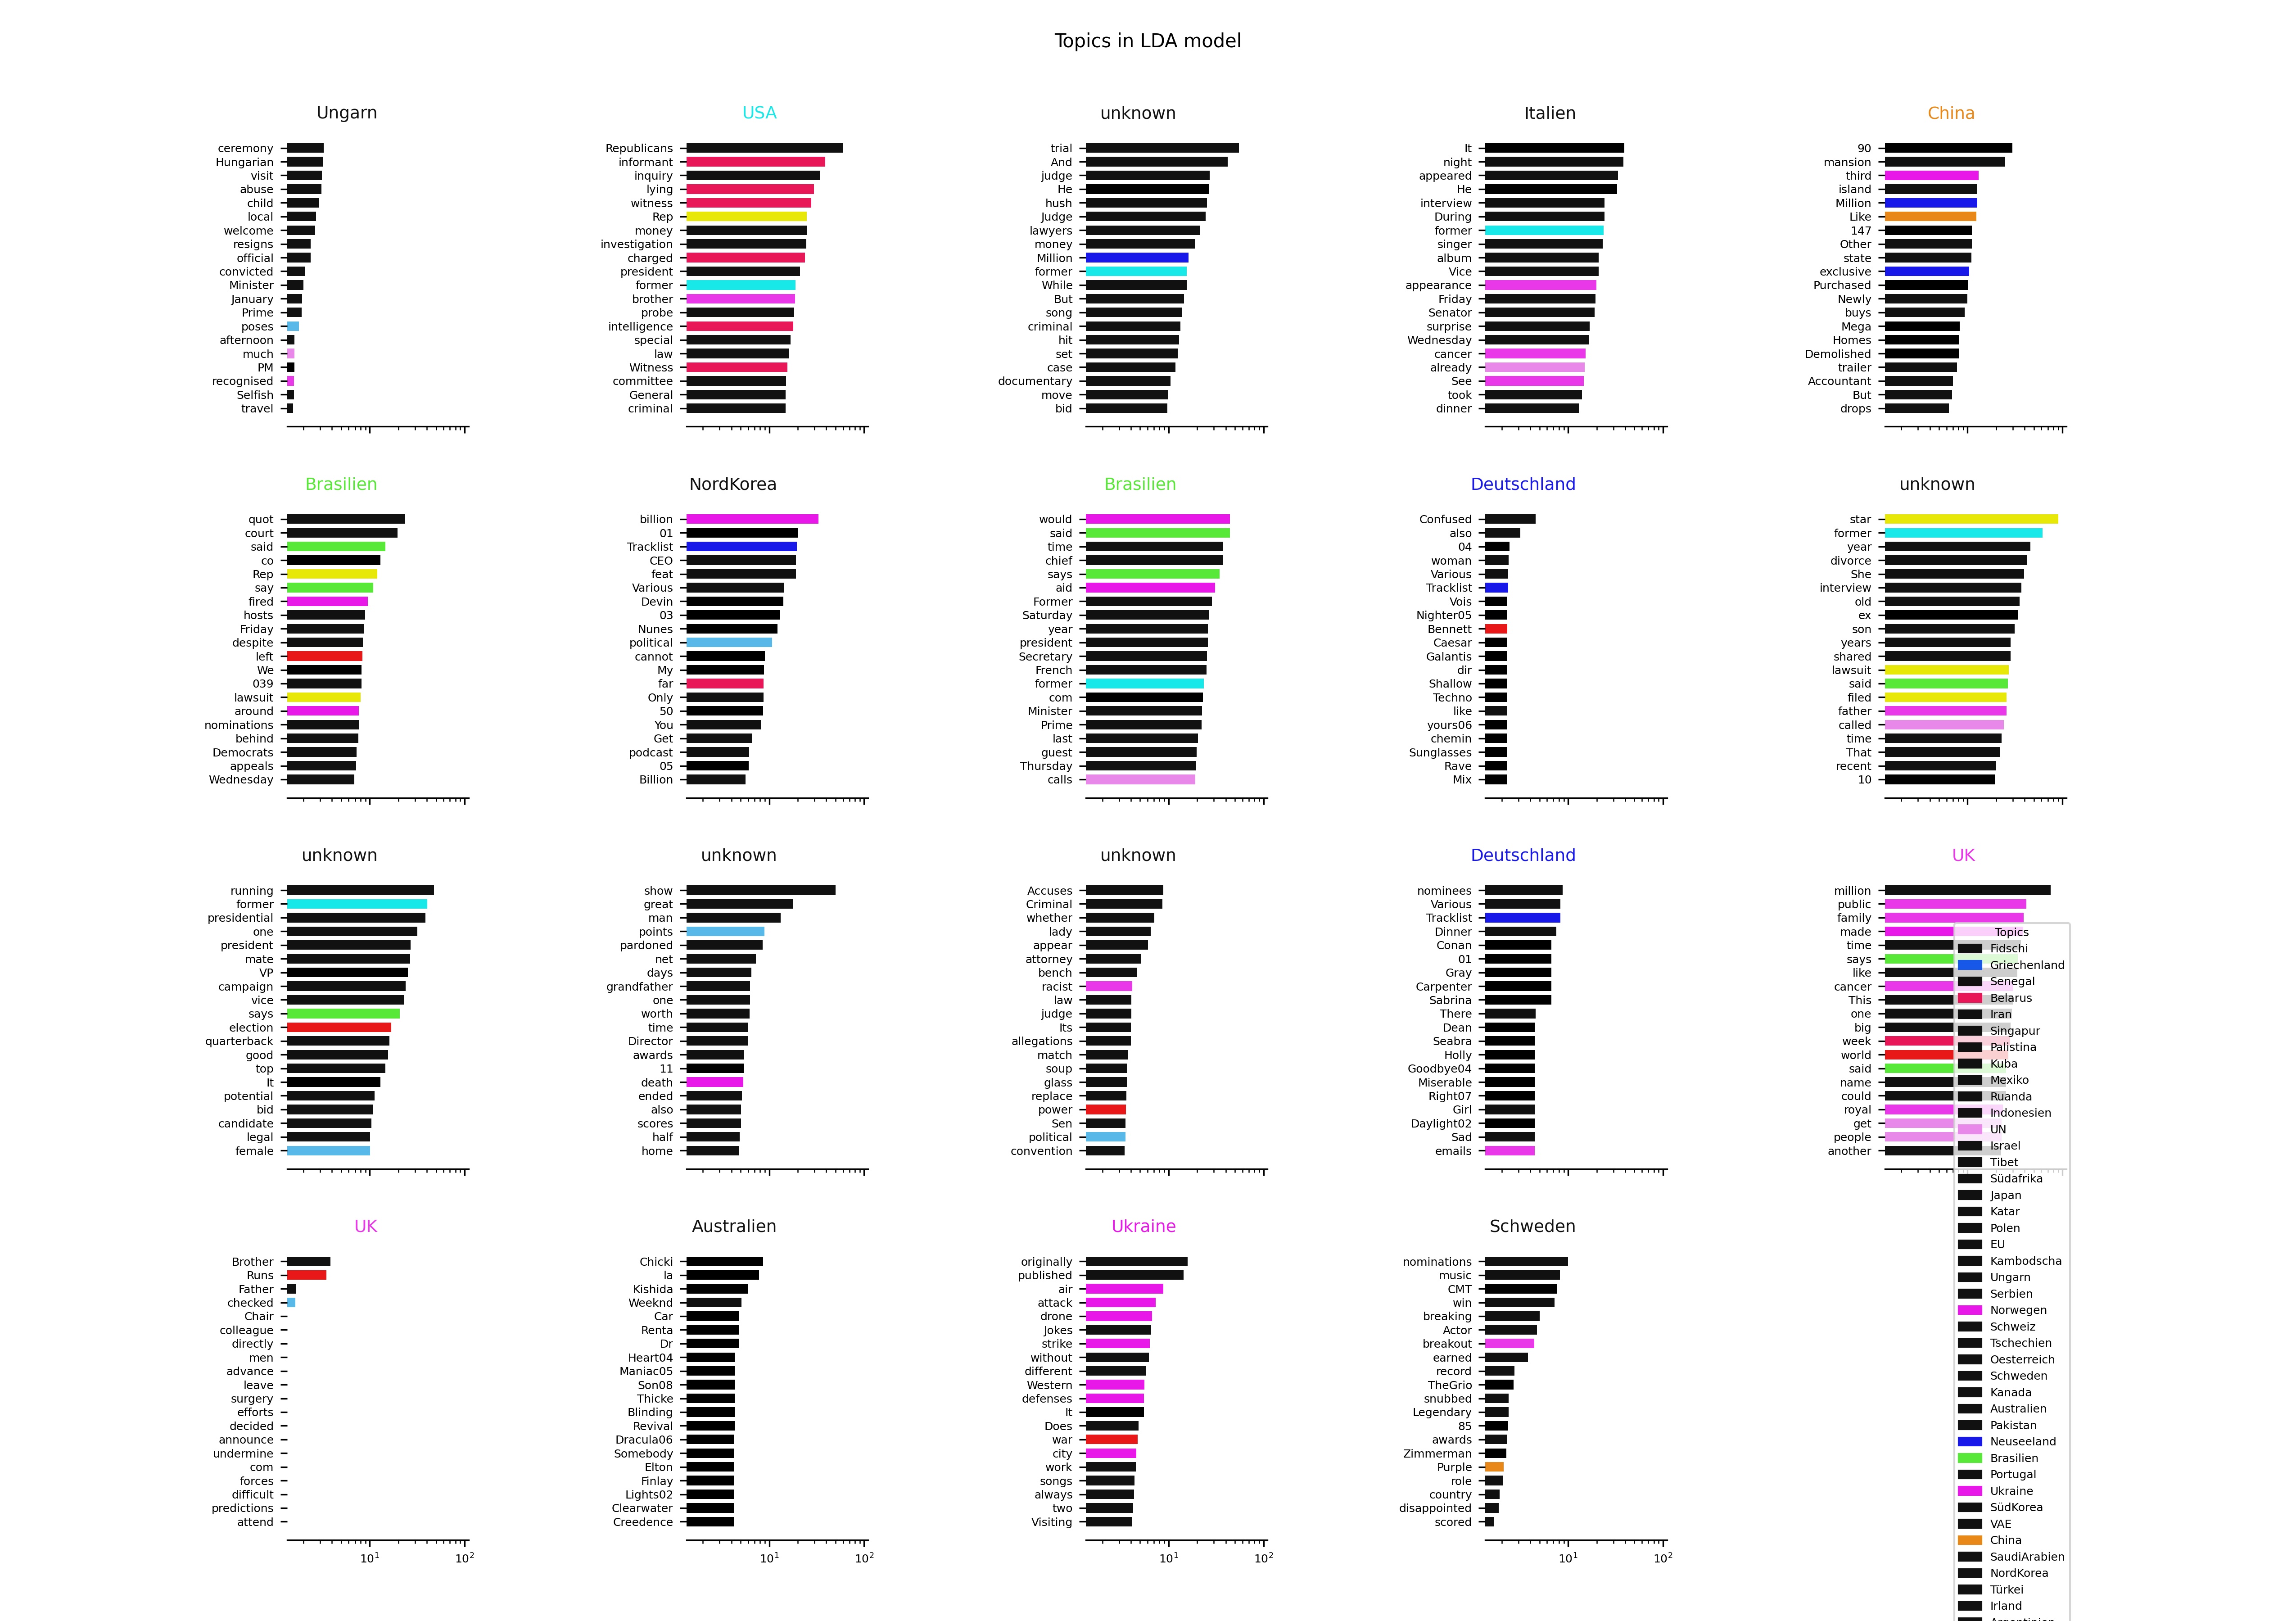 Topics in LDA model
Ungarn
ceremony
Hungarian
visit
abuse
child
local
welcome
resigns
official
convicted
Minister
January
Prime
poses
afternoon
much
PM
recognised
Selfish
travel
USA
Republicans
informant
inquiry
lying
witness
Rep
money
investigation
charged
president
former
brother
probe
intelligence
special
law
Witness
committee
General
criminal
unknown
trial
And
judge
He
hush
Judge
lawyers
money
Million
former
While
But
song
criminal
hit
set
case
documentary
move
bid
Italien
It
night
appeared
He
interview
During
former
singer
album
Vice
appearance
Friday
Senator
surprise
Wednesday
cancer
already
See
took
dinner
China
90
mansion
third
island
Million
Like
147
Other
state
exclusive
Purchased
Newly
buys
Mega
Homes
Demolished
trailer
Accountant
But
drops
Brasilien
quot
court
said
co
Rep
say
fired
hosts
Friday
despite
left
We
039
lawsuit
around
nominations
behind
Democrats
appeals
Wednesday
NordKorea
billion
01
Tracklist
CEO
feat
Various
Devin
03
Nunes
political
cannot
My
far
Only
50
You
Get
podcast
05
Billion
Brasilien
would
said
time
chief
says
aid
Former
Saturday
year
president
Secretary
French
former
com
Minister
Prime
last
guest
Thursday
calls
Deutschland
Confused
also
04
woman
Various
Tracklist
Vois
Nighter05
Bennett
Caesar
Galantis
dir
Shallow
Techno
like
yours06
chemin
Sunglasses
Rave
Mix
unknown
star
former
year
divorce
She
interview
old
ex
son
years
shared
lawsuit
said
filed
father
called
time
That
recent
10
unknown
running
former
presidential
one
president
mate
VP
campaign
vice
says
election
quarterback
good
top
It
potential
bid
candidate
legal
female
unknown
show
great
man
points
pardoned
net
days
grandfather
one
worth
time
Director
awards
11
death
ended
also
scores
half
home
unknown
Accuses
Criminal
whether
lady
appear
attorney
bench
racist
law
judge
Its
allegations
match
soup
glass
replace
power
Sen
political
convention
Deutschland
nominees
Various
Tracklist
Dinner
Conan
01
Gray
Carpenter
Sabrina
There
Dean
Seabra
Holly
Goodbye04
Miserable
Right07
Girl
Daylight02
Sad
emails
UK
million
public
family
made
time
says
like
cancer
This
one
big
week
world
said
name
could
royal
get
people
another
UK
Brother
Runs
Father
checked
Chair
colleague
directly
men
advance
leave
surgery
efforts
decided
announce
undermine
com
forces
difficult
predictions
attend
10¹ 10²
Australien
Chicki
la
Kishida
Weeknd
Car
Renta
Dr
Heart04
Maniac05
Son08
Thicke
Blinding
Revival
Dracula06
Somebody
Elton
Finlay
Lights02
Clearwater
Creedence
10¹ 10²
Ukraine
originally
published
air
attack
drone
Jokes
strike
without
different
Western
defenses
It
Does
war
city
work
songs
always
two
Visiting
10¹ 10²
Schweden
nominations
music
CMT
win
breaking
Actor
breakout
earned
record
TheGrio
snubbed
Legendary
85
awards
Zimmerman
Purple
role
country
disappointed
scored
10¹ 10²
Topics
Fidschi
Griechenland
Senegal
Belarus
Iran
Singapur
Palistina
Kuba
Mexiko
Ruanda
Indonesien
UN
Israel
Tibet
Südafrika
Japan
Katar
Polen
EU
Kambodscha
Ungarn
Serbien
Norwegen
Schweiz
Tschechien
Oesterreich
Schweden
Kanada
Australien
Pakistan
Neuseeland
Brasilien
Portugal
Ukraine
SüdKorea
VAE
China
SaudiArabien
NordKorea
Türkei
Irland